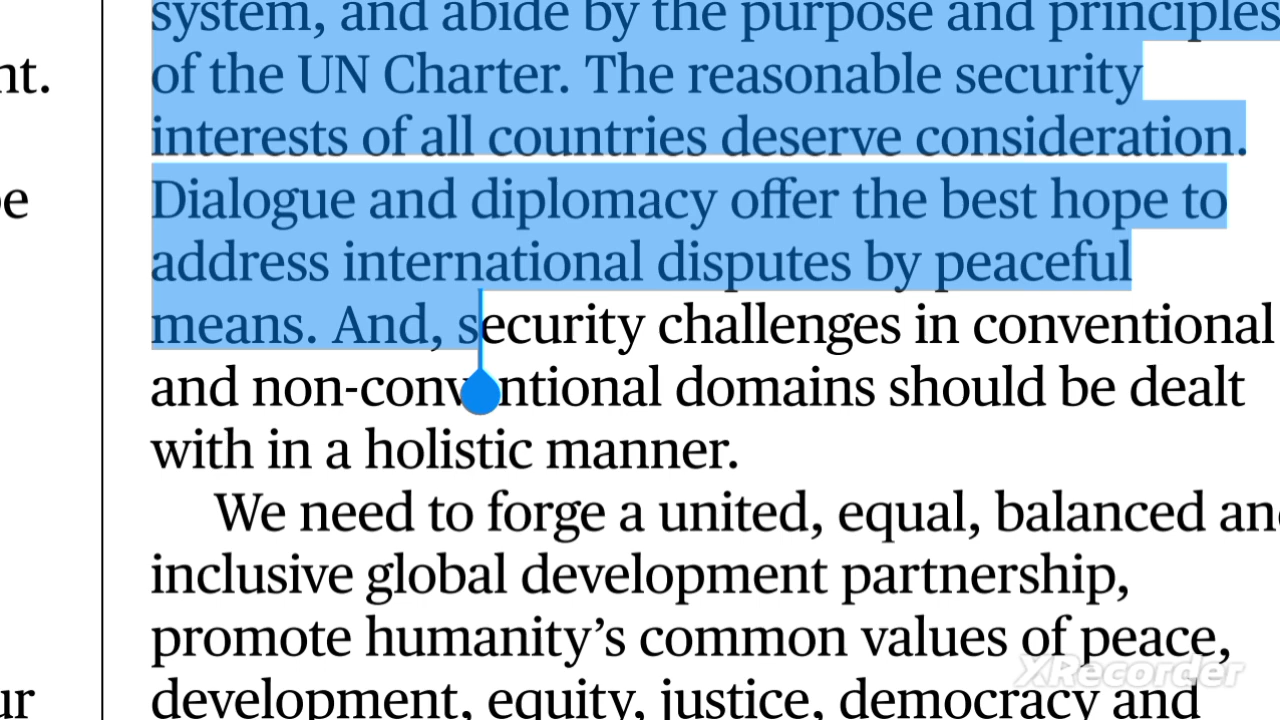 system, and abide by the purpose and principles
of the UN Charter. The reasonable security
nt.
interests of all countries deserve consideration.
Dialogue and diplomacy offer the best hope to
address international disputes by peaceful
means. And, security challenges in conventional
and non-conventional domains should be dealt
with in a holistic manner.
We need to forge a united, equal, balanced and
inclusive global development partnership,
promote humanity’s common values of peace,
XRecorder
development, equity, justice, democracy and
ur